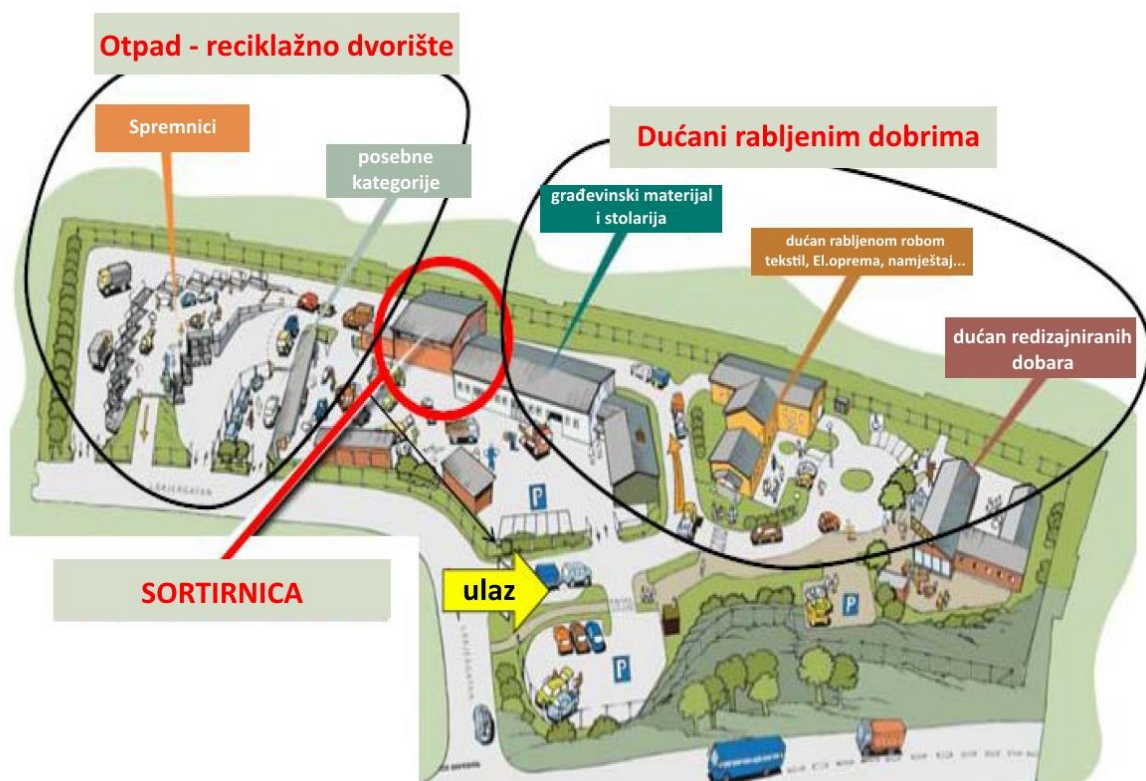 Otpad - reciklažno dvorište
Spremnici
posebne
kategorije
Dućani rabljenim dobrima
građevinski materijal
i stolarija
dućan rabljenom robom
tekstil, El.oprema, namještaj...
dućan redizajniranih
dobara
SORTIRNICA
ulaz
P
P
P